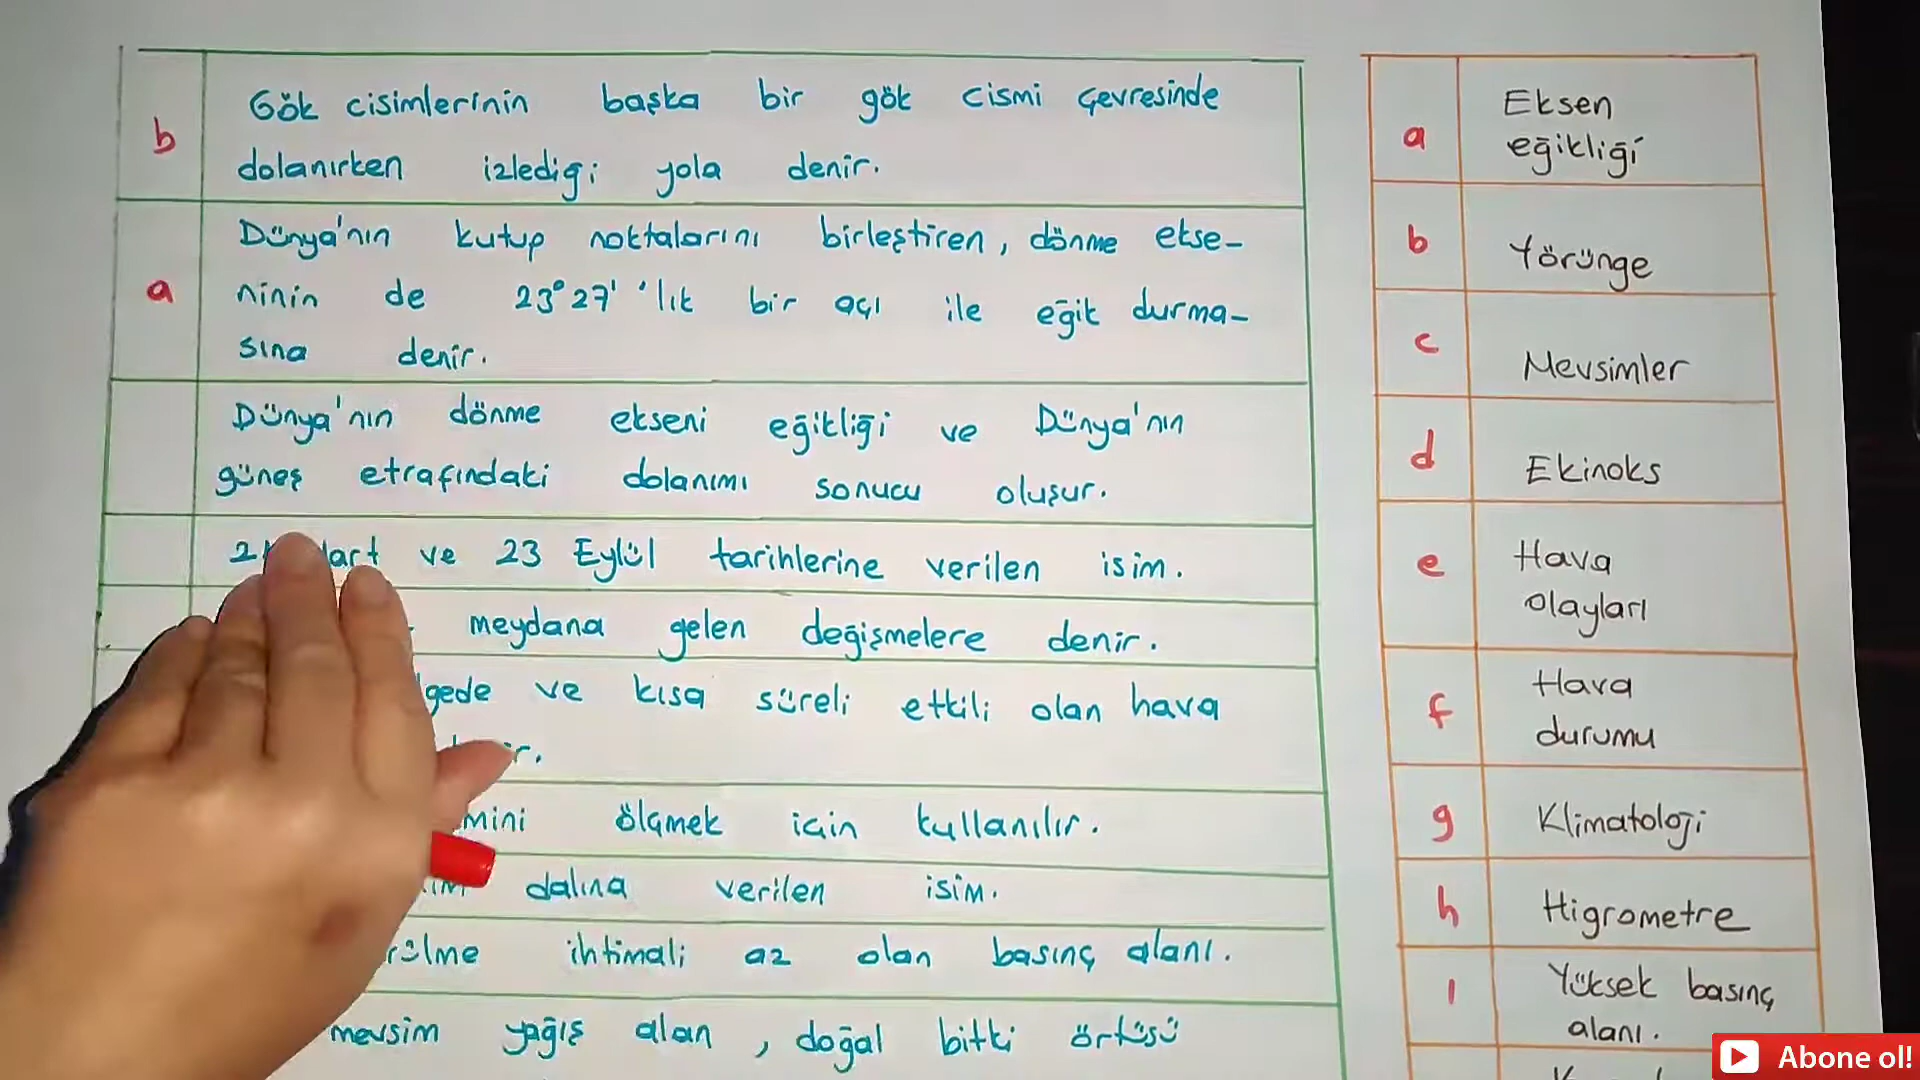 b
Gök cisimlerinin başka bir gök cismi çevresinde
dolanırken izlediği yola denir.
a
Dünya'nın kutup noktalarını birleştiren, dönme ekse-
ninin de 23° 27' 'lık bir açı ile eğik durma-
sına denir.
Dünya'nın dönme ekseni eğikliği ve Dünya'nın
güneş etrafındaki dolanımı sonucu oluşur.
ve 23 Eylül tarihlerine verilen isim.
meydana gelen değişmelere denir.
ve kısa süreli etkili olan hava
ölçmek için kullanılır.
dalına verilen isim.
ihtimali az olan basınç alanı.
mevsim yağış alan, doğal bitki örtüsü
a
Eksen
eğikliği
b
Yörünge
c
Mevsimler
d
Ekinoks
e
Hava
olayları
f
Hava
durumu
g
Klimatoloji
h
Higrometre
ı
Yüksek basınç
alanı.
Abone ol!